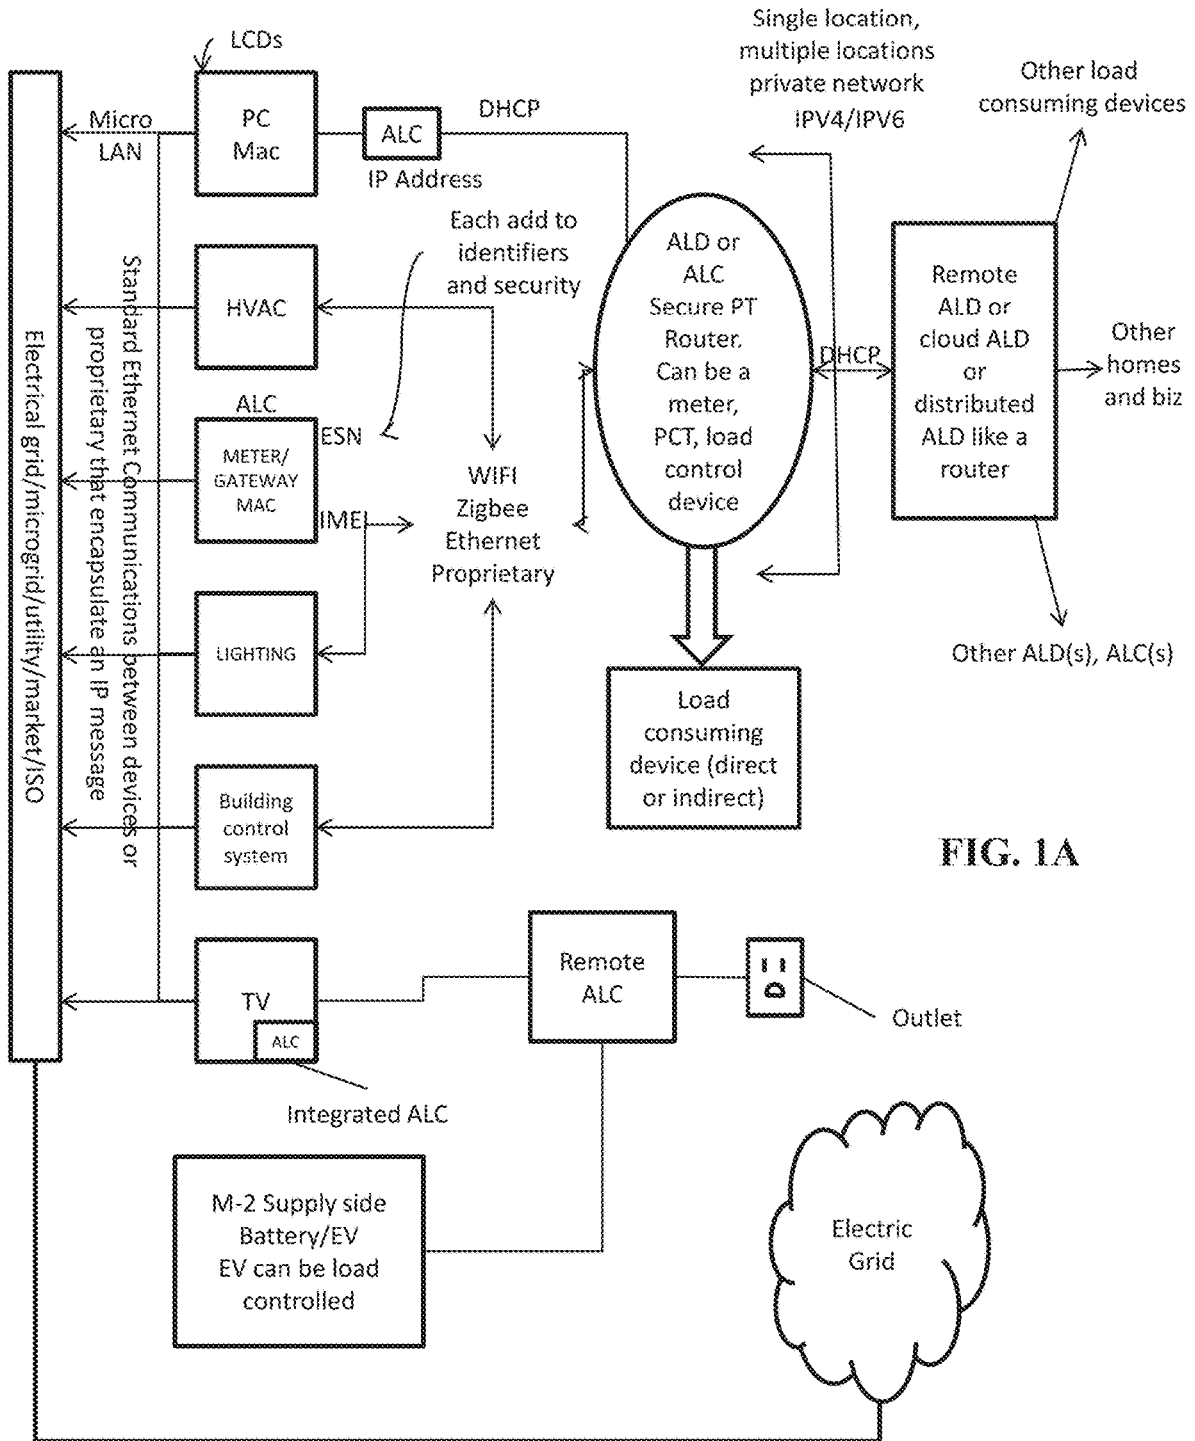 LCDs
Single location,
multiple locations
private network
IPV4/IPV6
Other load
consuming devices
Micro
LAN
PC
Mac
ALC
DHCP
IP Address
Each add to
identifiers
and security
HVAC
ALD or
ALC
Secure PT
Router.
Can be a
meter,
PCT, load
control
device
DHCP
Remote
ALD or
cloud ALD
or
distributed
ALD like a
router
Other
homes
and biz
ALC
ESN
METER/
GATEWAY
MAC
IMEI
WIFI
Zigbee
Ethernet
Proprietary
Electrical grid/microgrid/utility/market/ISO
Standard Ethernet Communications between devices or
proprietary that encapsulate an IP message
LIGHTING
Other ALD(s), ALC(s)
Load
consuming
device (direct
or indirect)
Building
control
system
FIG. 1A
TV
ALC
Remote
ALC
Outlet
Integrated ALC
M-2 Supply side
Battery/EV
EV can be load
controlled
Electric
Grid